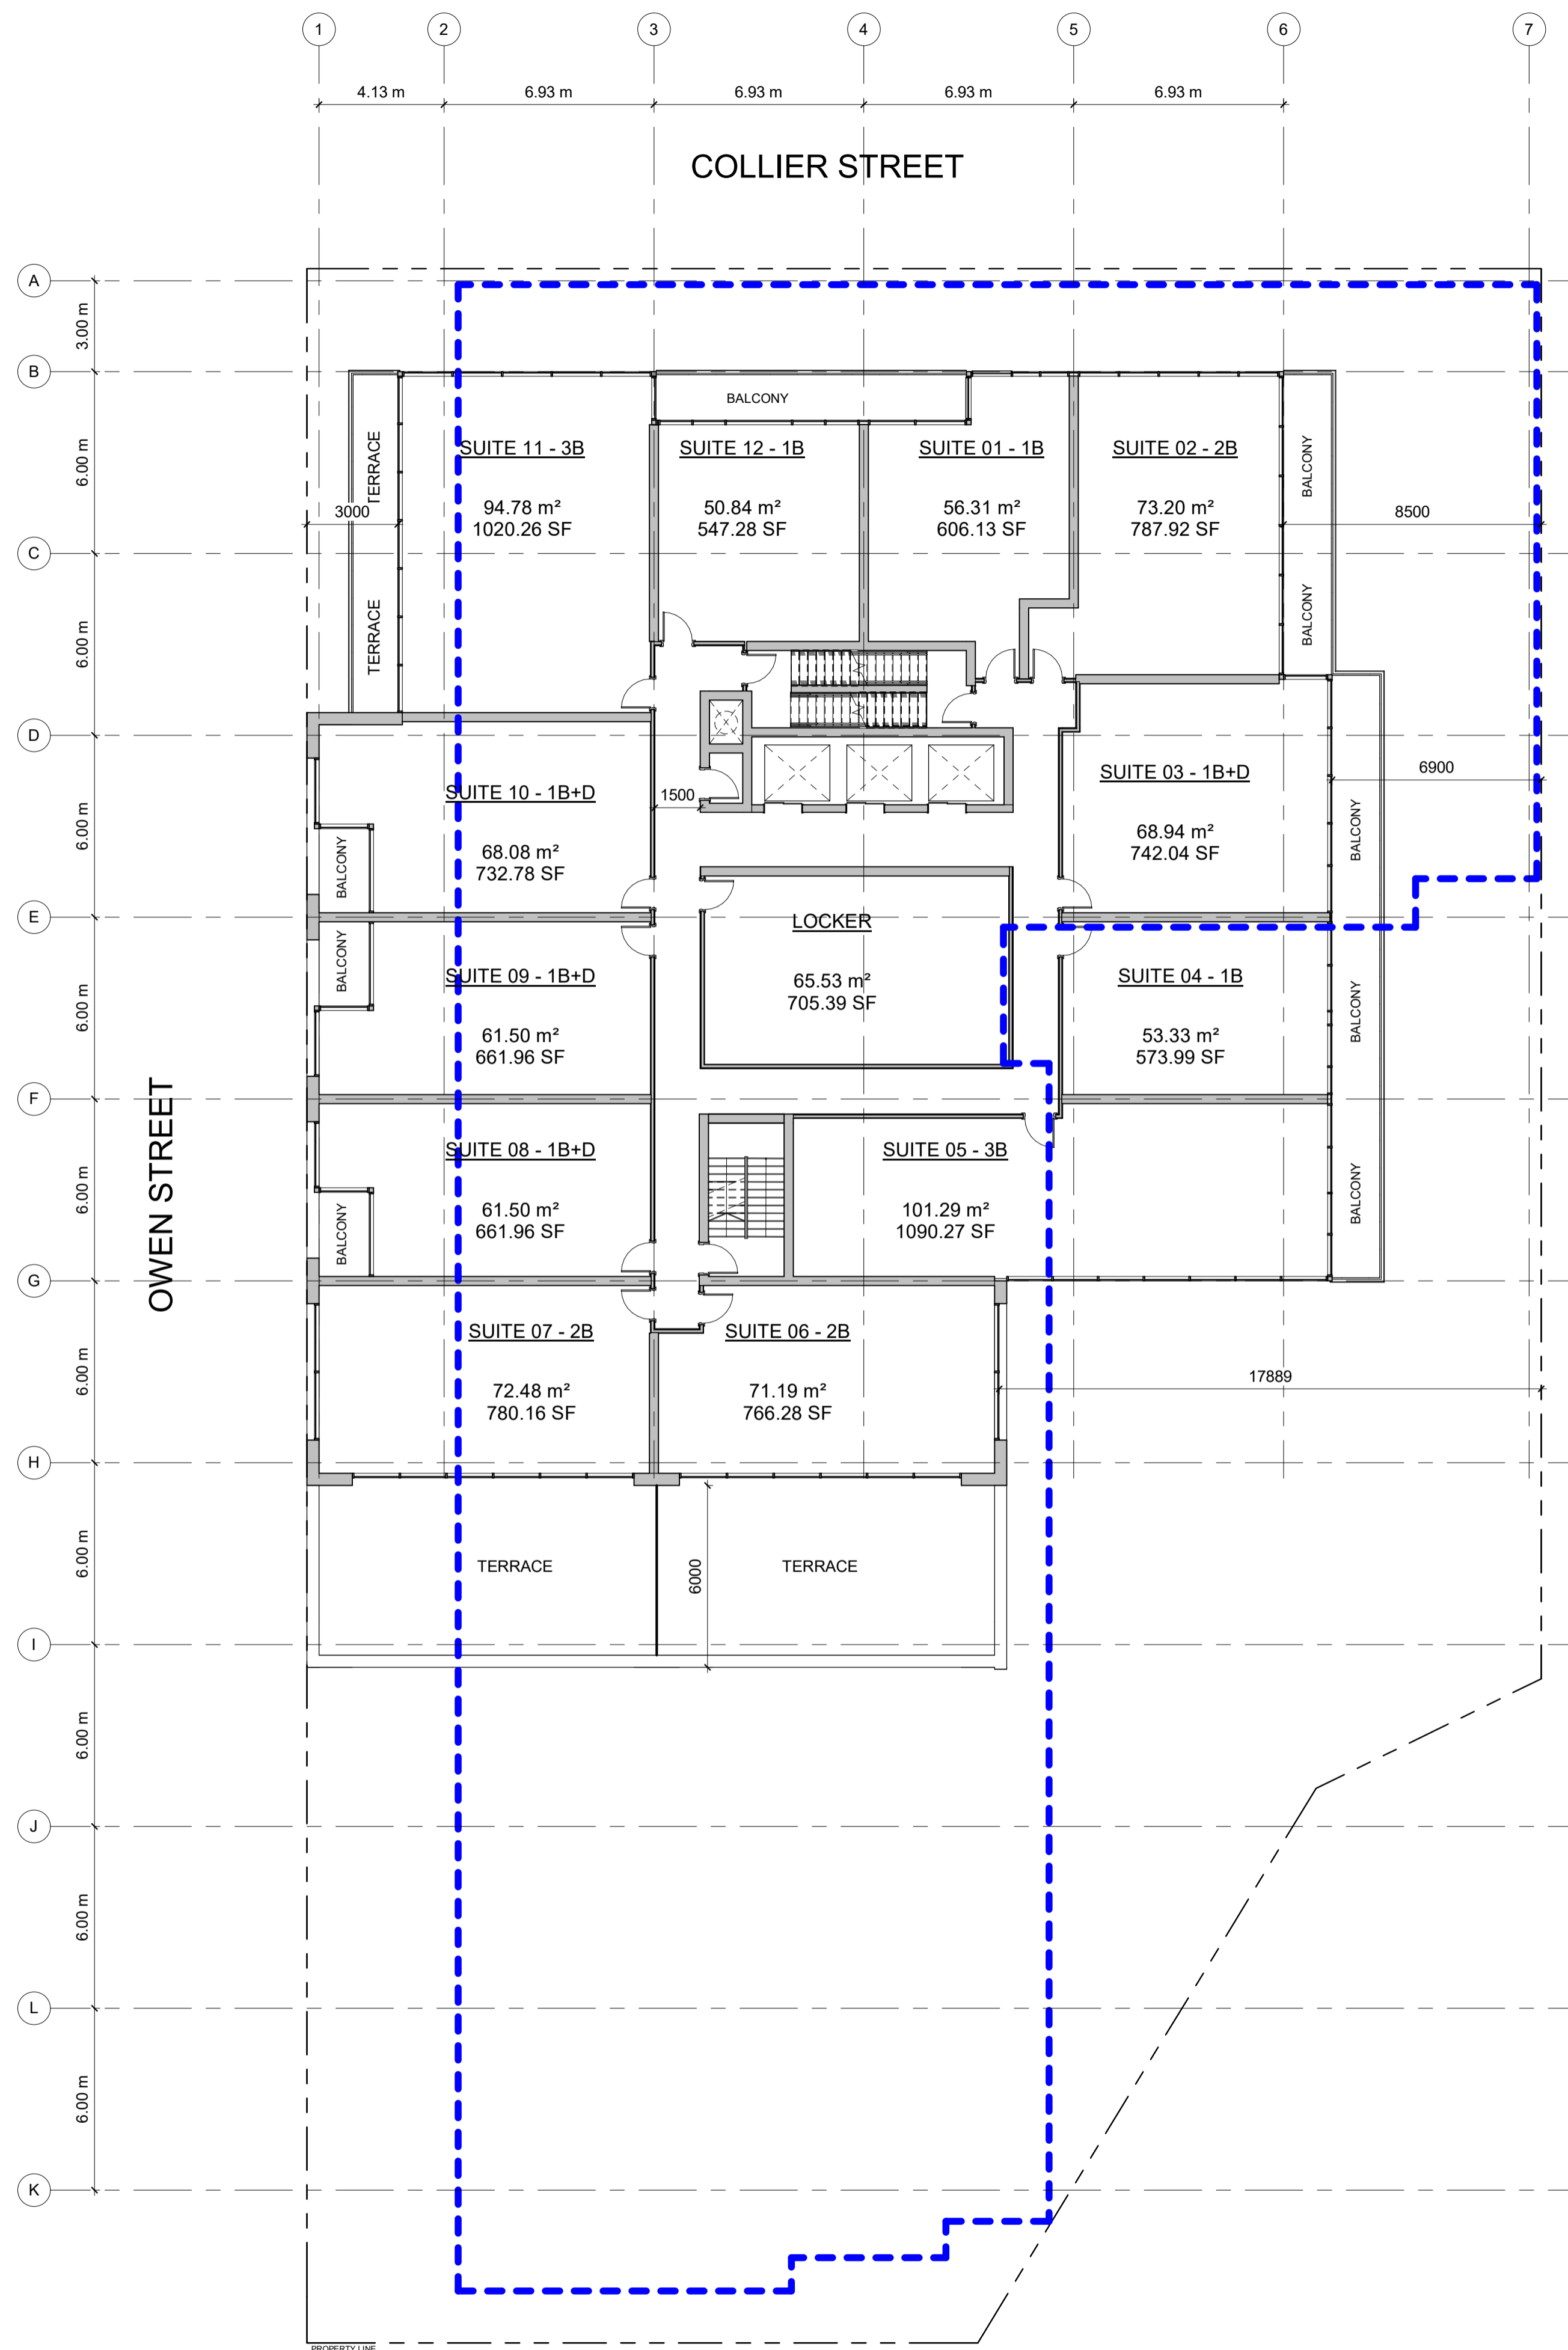 1
2
3
4
5
6
7
4.13 m
6.93 m
6.93 m
6.93 m
6.93 m
COLLIER STREET
A
3.00 m
B
6.00 m
C
6.00 m
D
6.00 m
E
6.00 m
F
6.00 m
G
6.00 m
H
6.00 m
I
6.00 m
J
6.00 m
L
6.00 m
K
OWEN STREET
TERRACE
3000
TERRACE
SUITE 11 - 3B
94.78 m²
1020.26 SF
BALCONY
SUITE 12 - 1B
50.84 m²
547.28 SF
SUITE 01 - 1B
56.31 m²
606.13 SF
SUITE 02 - 2B
73.20 m²
787.92 SF
BALCONY
BALCONY
8500
SUITE 10 - 1B+D
68.08 m²
732.78 SF
BALCONY
1500
SUITE 03 - 1B+D
68.94 m²
742.04 SF
BALCONY
6900
BALCONY
SUITE 09 - 1B+D
61.50 m²
661.96 SF
LOCKER
65.53 m²
705.39 SF
SUITE 04 - 1B
53.33 m²
573.99 SF
BALCONY
BALCONY
SUITE 08 - 1B+D
61.50 m²
661.96 SF
SUITE 05 - 3B
101.29 m²
1090.27 SF
BALCONY
SUITE 07 - 2B
72.48 m²
780.16 SF
SUITE 06 - 2B
71.19 m²
766.28 SF
17889
TERRACE
6000
TERRACE
PROPERTY LINE